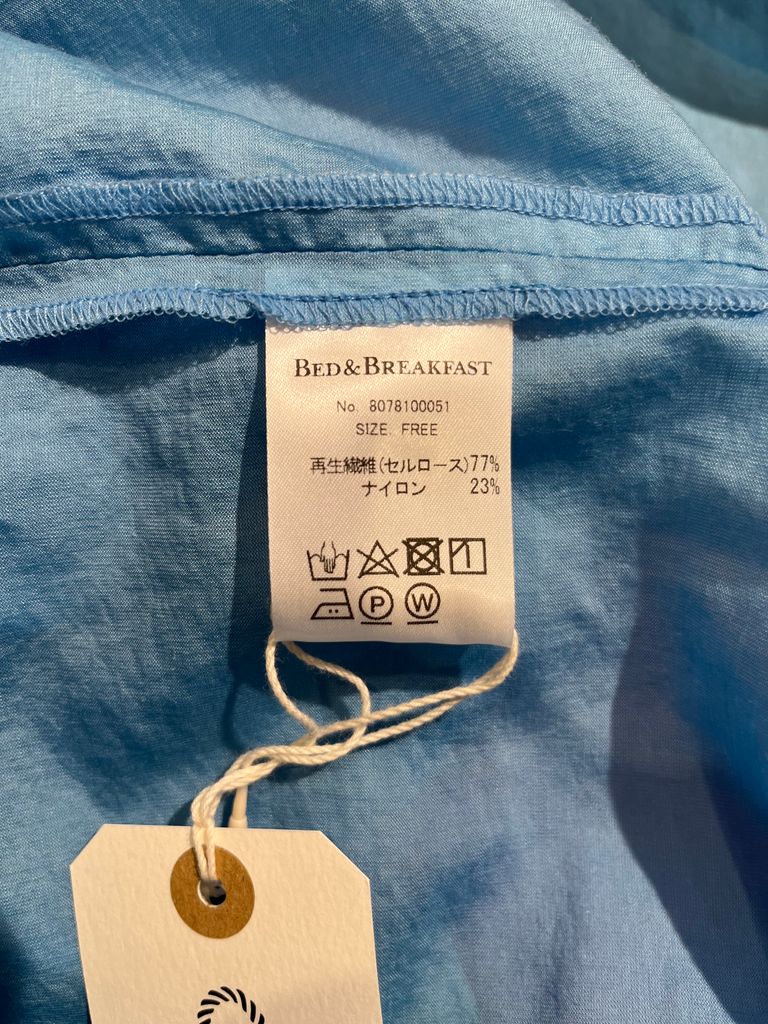 BED&BREAKFAST
No. 8078100051
SIZE. FREE
再生繊維(セルロース)77%
ナイロン 23%
P W